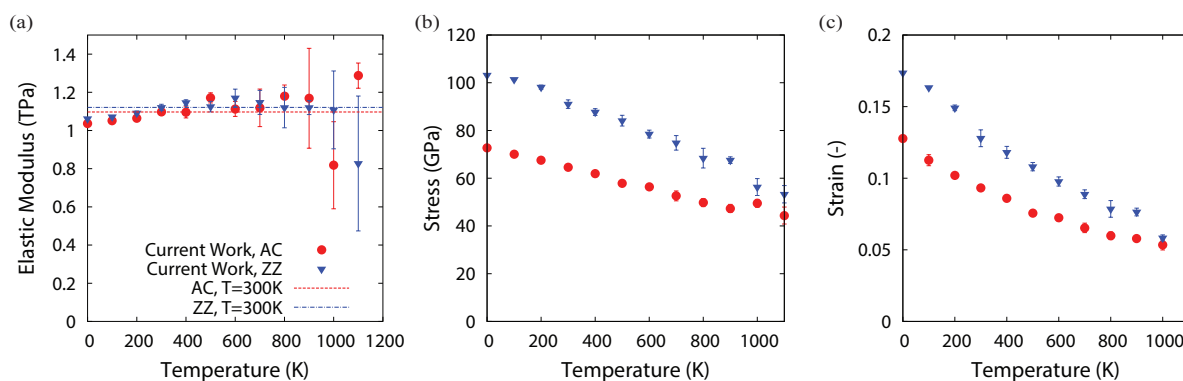 (a)
Elastic Modulus (TPa)
1.4
1.2
1
0.8
0.6
0.4
0.2
0
Current Work, AC
Current Work, ZZ
AC, T=300K
ZZ, T=300K
0 200 400 600 800 1000 1200
Temperature (K)
(b)
Stress (GPa)
120
100
80
60
40
20
0
0 200 400 600 800 1000
Temperature (K)
(c)
Strain (-)
0.2
0.15
0.1
0.05
0
0 200 400 600 800 1000
Temperature (K)